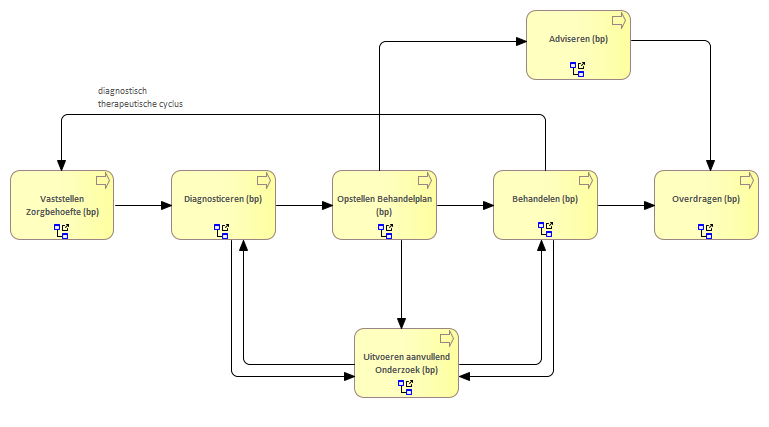 Adviseren (bp)
diagnostisch
therapeutische cyclus
Vaststellen
Zorgbehoefte (bp)
Diagnosticeren (bp)
Opstellen Behandelplan
(bp)
Behandelen (bp)
Overdragen (bp)
Uitvoeren aanvullend
Onderzoek (bp)